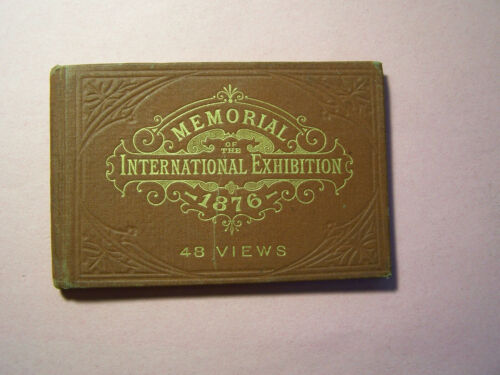 MEMORIAL
OF THE
INTERNATIONAL EXHIBITION
1876
48 VIEWS